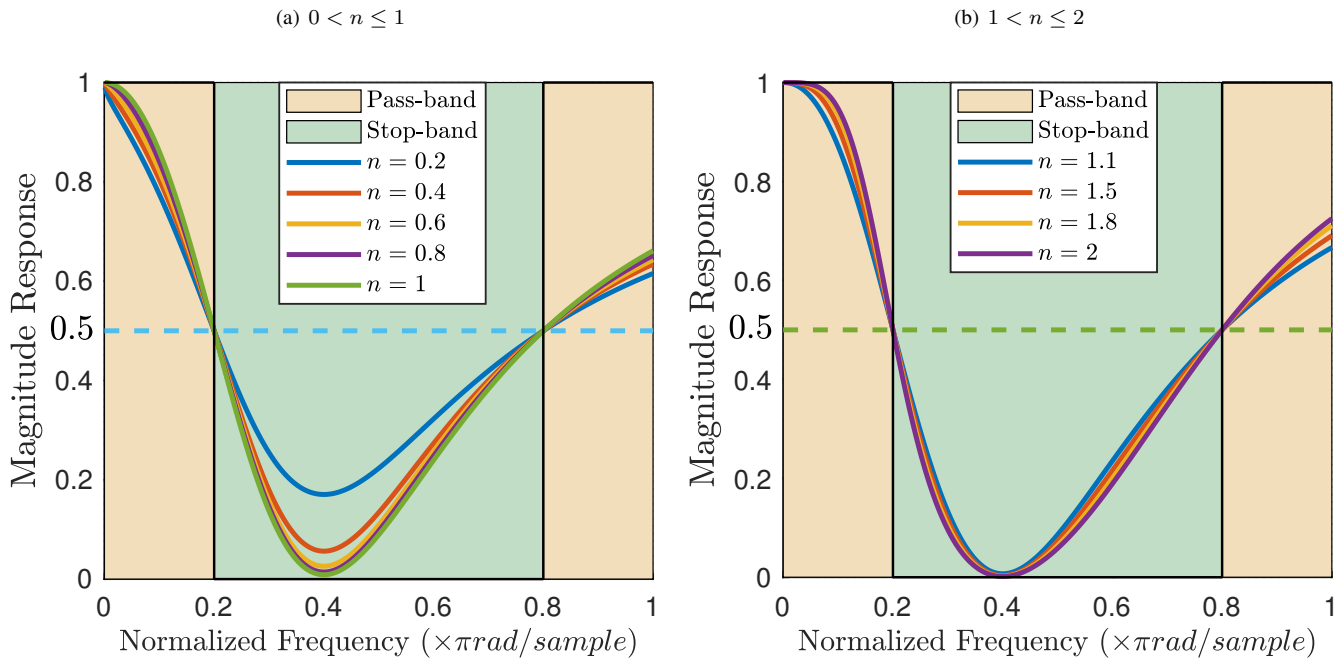 (a) 0 < n ≤ 1
(b) 1 < n ≤ 2
1
0.8
0.6
0.5
0.4
0.2
0
Magnitude Response
Pass-band
Stop-band
n = 0.2
n = 0.4
n = 0.6
n = 0.8
n = 1
0
0.2
0.4
0.6
0.8
1
Normalized Frequency (×πrad/sample)
1
0.8
0.6
0.5
0.4
0.2
0
Magnitude Response
Pass-band
Stop-band
n = 1.1
n = 1.5
n = 1.8
n = 2
0
0.2
0.4
0.6
0.8
1
Normalized Frequency (×πrad/sample)